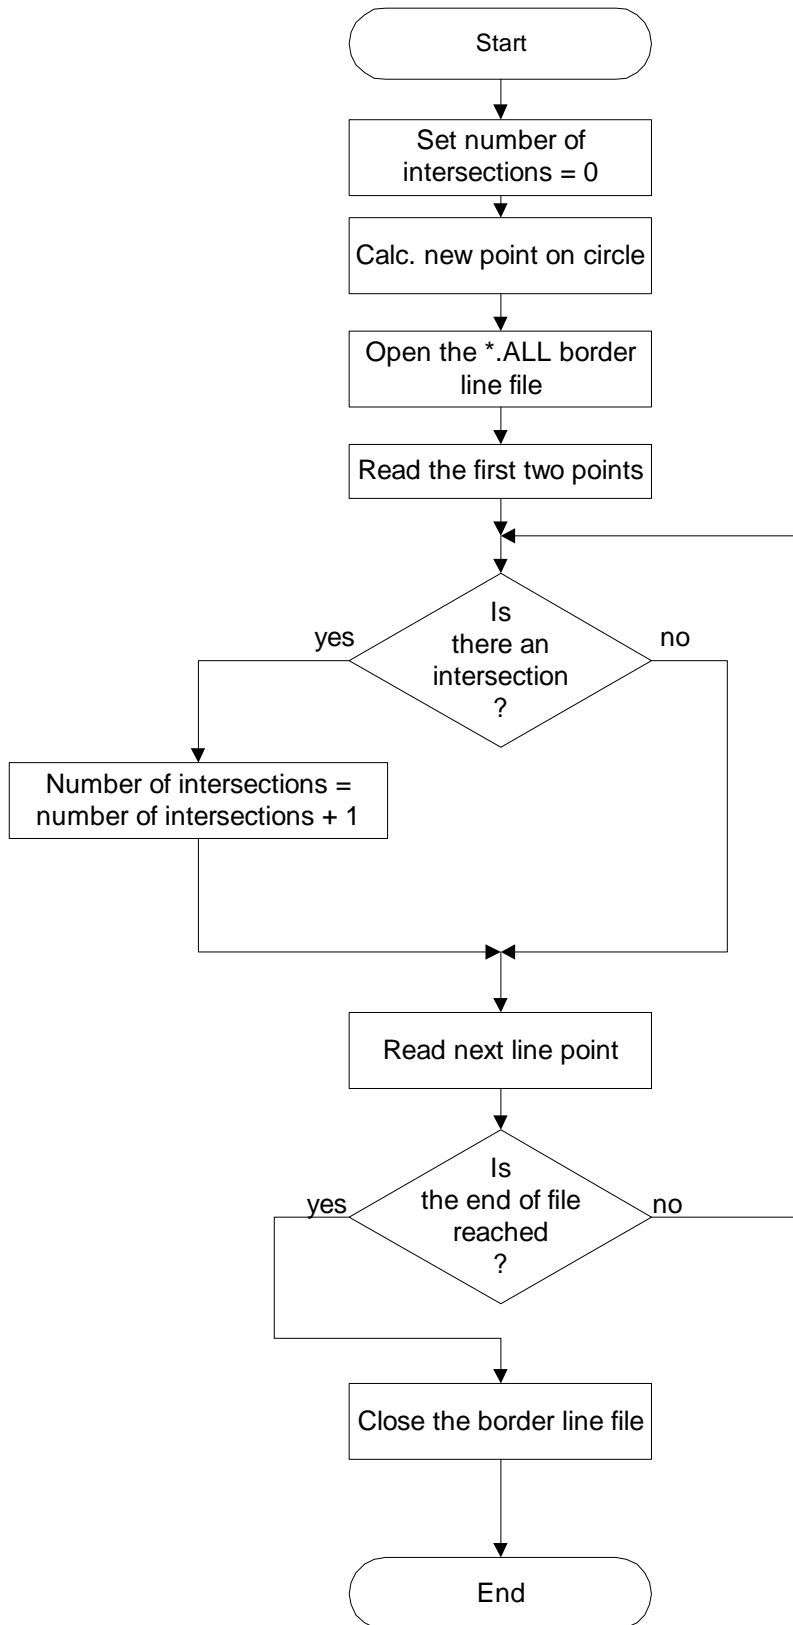 Start
Set number of
intersections = 0
Calc. new point on circle
Open the *.ALL border
line file
Read the first two points
Is
there an
intersection
?
yes
no
Number of intersections =
number of intersections + 1
Read next line point
Is
the end of file
reached
?
yes
no
Close the border line file
End